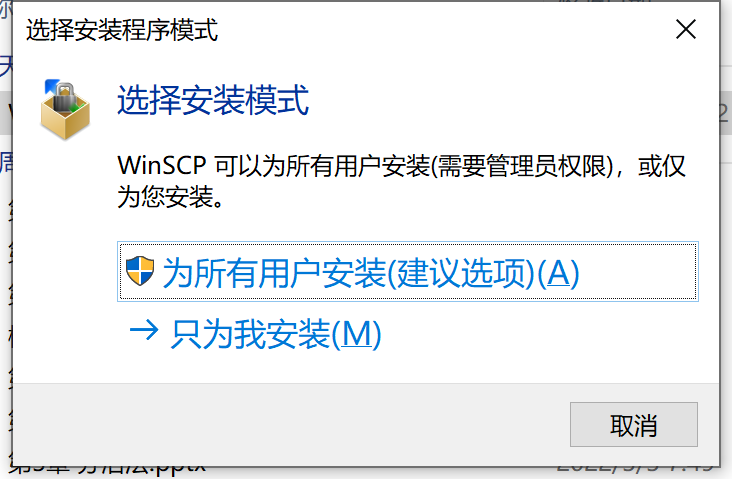 选择安装程序模式
选择安装模式
WinSCP 可以为所有用户安装(需要管理员权限)，或仅
为您安装。
为所有用户安装(建议选项)(A)
只为我安装(M)
取消